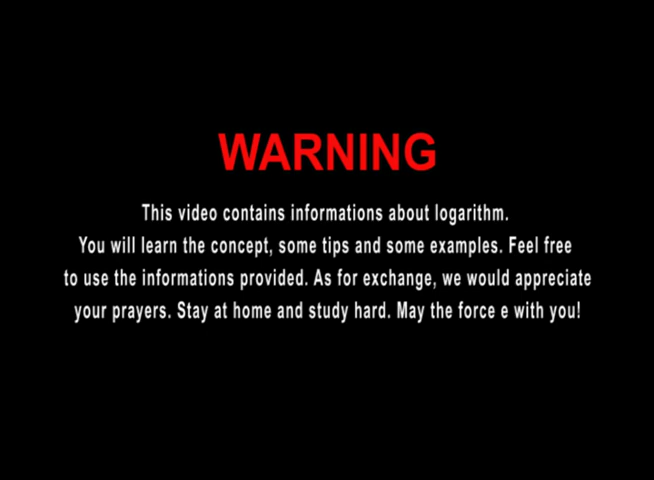 WARNING
This video contains informations about logarithm.
You will learn the concept, some tips and some examples. Feel free
to use the informations provided. As for exchange, we would appreciate
your prayers. Stay at home and study hard. May the force e with you!